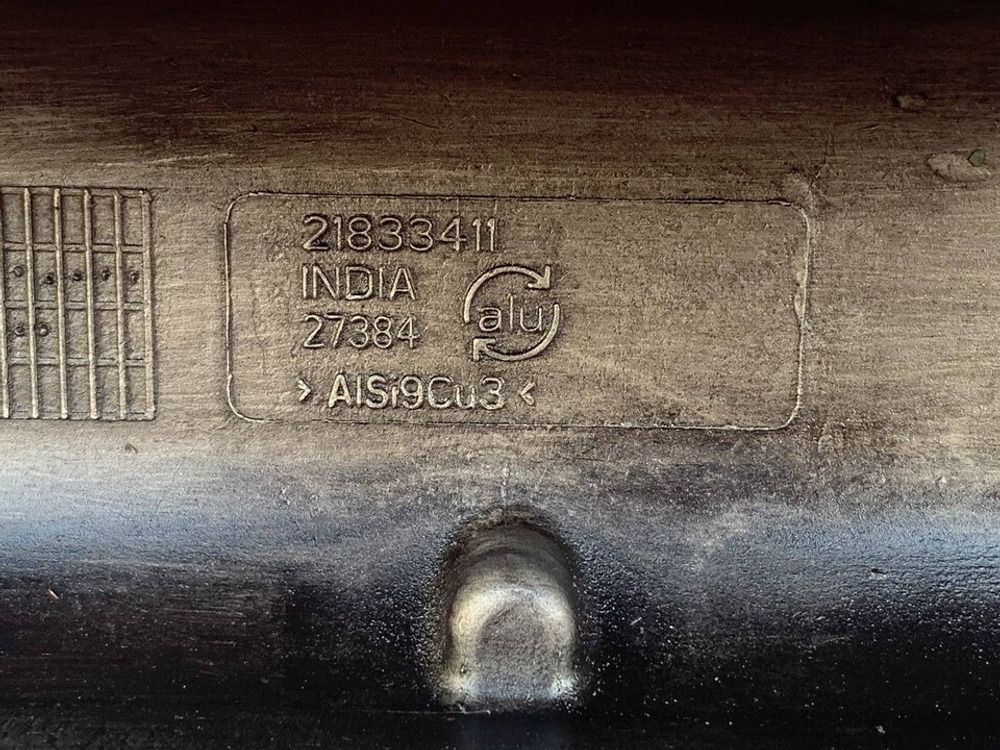 21833411
INDIA
27384
alu
>AlSi9Cu3<